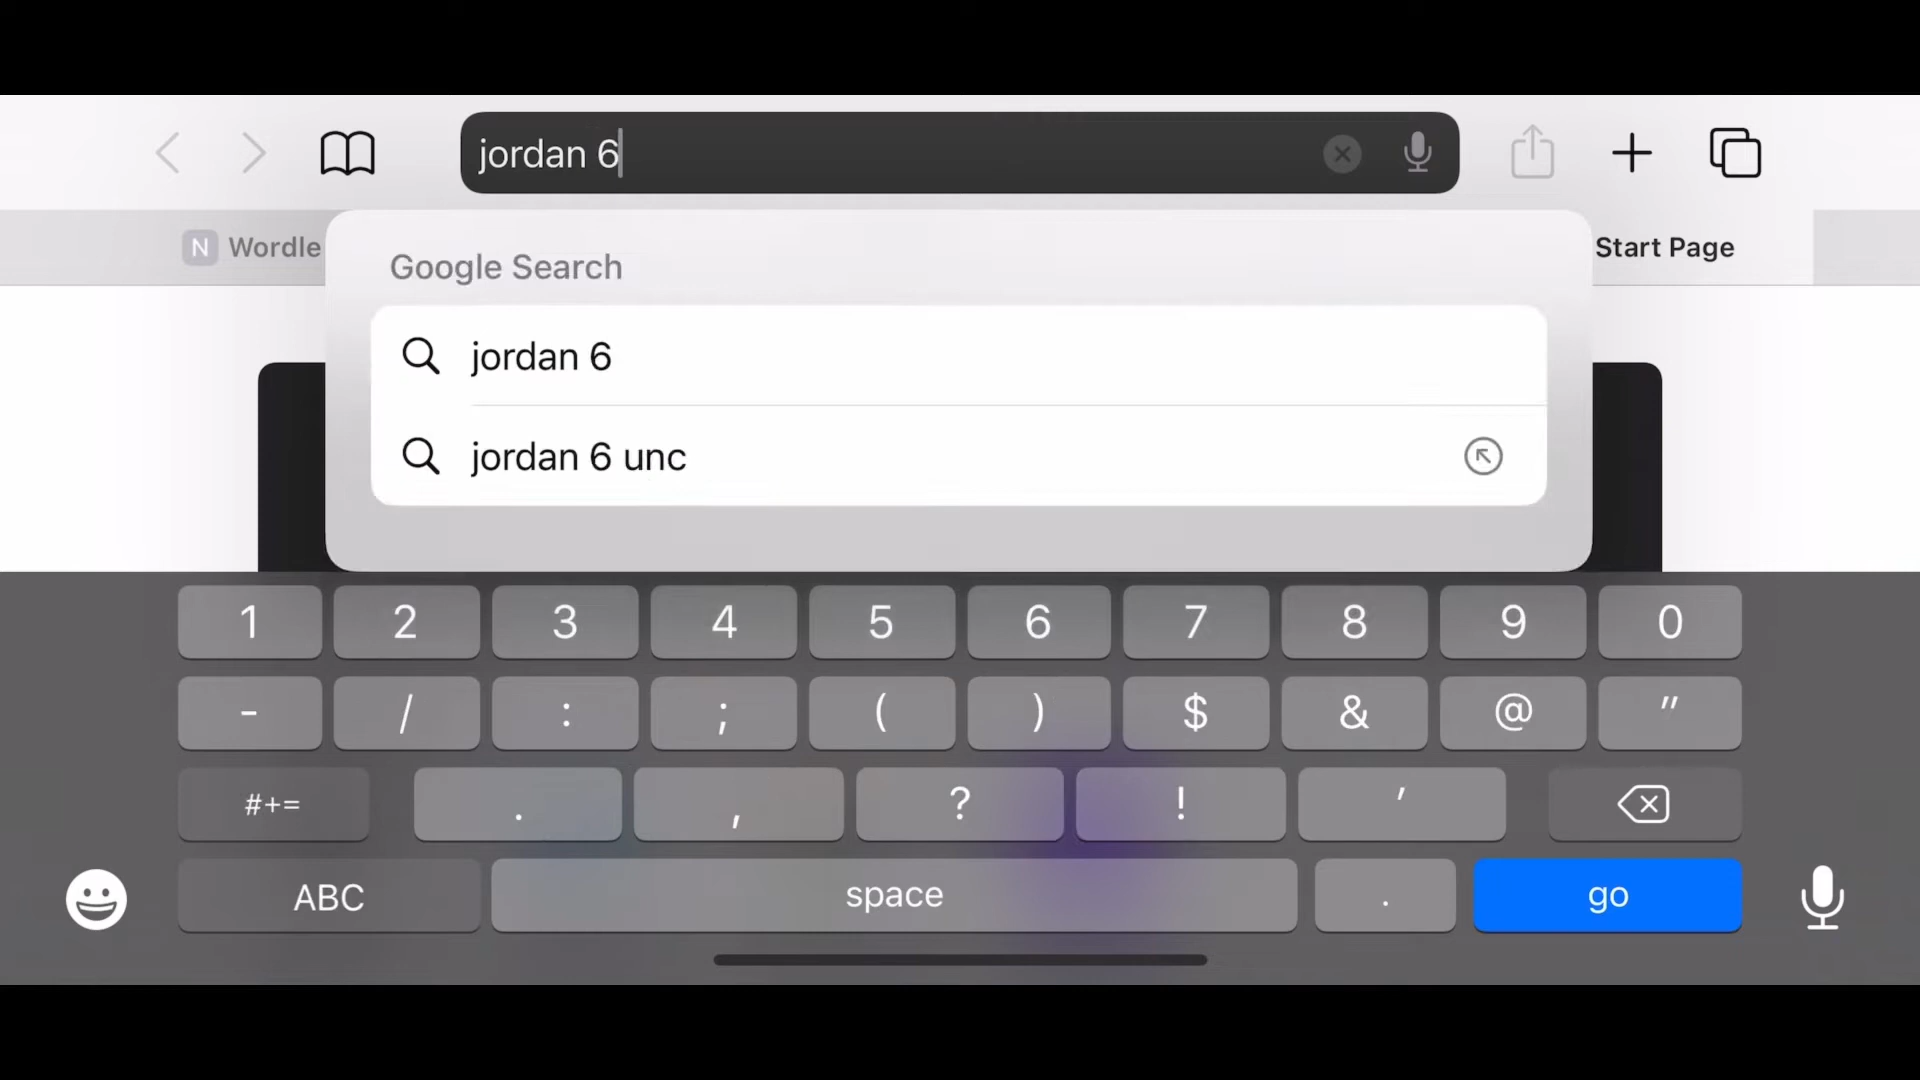 jordan 6
N Wordle
Start Page
Google Search
jordan 6
jordan 6 unc
1 2 3 4 5 6 7 8 9 0
- / : ; ( ) $ & @ "
#+= . , ? ! '
ABC space . go